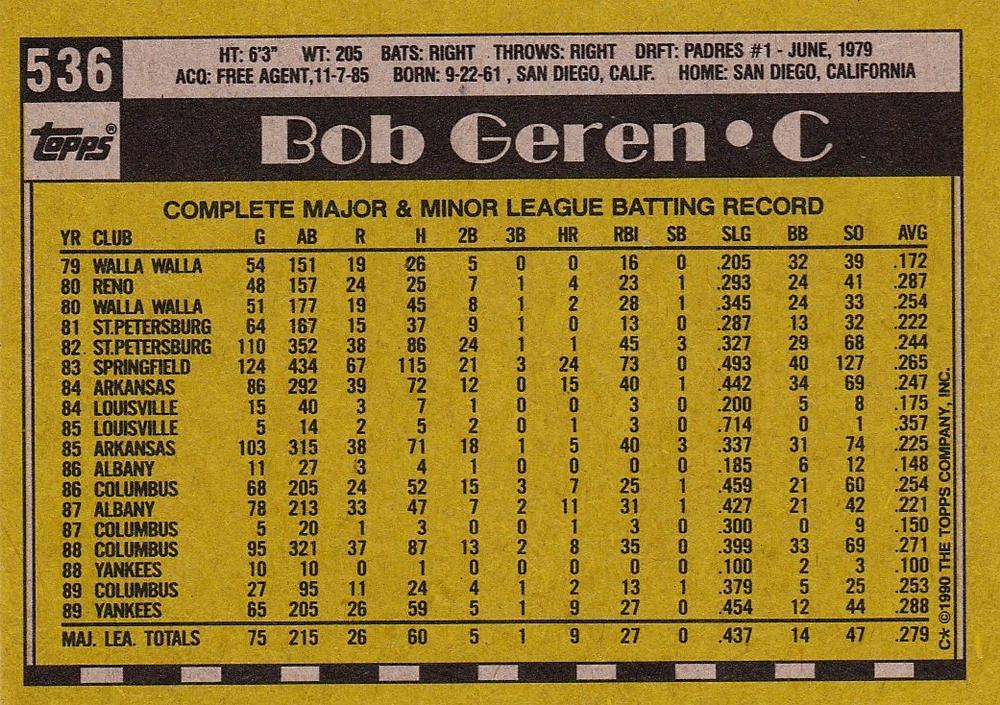 536
HT: 6'3" WT: 205 BATS: RIGHT THROWS: RIGHT DRFT: PADRES #1 - JUNE, 1979
ACQ: FREE AGENT,11-7-85 BORN: 9-22-61 , SAN DIEGO, CALIF. HOME: SAN DIEGO, CALIFORNIA
topps®
Bob Geren • C
COMPLETE MAJOR & MINOR LEAGUE BATTING RECORD
YR CLUB G AB R H 2B 3B HR RBI SB SLG BB SO AVG
79 WALLA WALLA 54 151 19 26 5 0 0 16 0 .205 32 39 .172
80 RENO 48 157 24 25 7 1 4 23 1 .293 24 41 .287
80 WALLA WALLA 51 177 19 45 8 1 2 28 1 .345 24 33 .254
81 ST.PETERSBURG 64 167 15 37 9 1 0 13 0 .287 13 32 .222
82 ST.PETERSBURG 110 352 38 86 24 1 1 45 3 .327 29 68 .244
83 SPRINGFIELD 124 434 67 115 21 3 24 73 0 .493 40 127 .265
84 ARKANSAS 86 292 39 72 12 0 15 40 1 .442 34 69 .247
84 LOUISVILLE 15 40 3 7 1 0 0 3 0 .200 5 8 .175
85 LOUISVILLE 5 14 2 5 2 0 1 3 0 .714 0 1 .357
85 ARKANSAS 103 315 38 71 18 1 5 40 3 .337 31 74 .225
86 ALBANY 11 27 3 4 1 0 0 0 0 .185 6 12 .148
86 COLUMBUS 68 205 24 52 15 3 7 25 1 .459 21 60 .254
87 ALBANY 78 213 33 47 7 2 11 31 1 .427 21 42 .221
87 COLUMBUS 5 20 1 3 0 0 1 3 0 .300 0 9 .150
88 COLUMBUS 95 321 37 87 13 2 8 35 0 .399 33 69 .271
88 YANKEES 10 10 0 1 0 0 0 0 0 .100 2 3 .100
89 COLUMBUS 27 95 11 24 4 1 2 13 1 .379 5 25 .253
89 YANKEES 65 205 26 59 5 1 9 27 0 .454 12 44 .288
MAJ. LEA. TOTALS 75 215 26 60 5 1 9 27 0 .437 14 47 .279
C* ©1990 THE TOPPS COMPANY, INC.